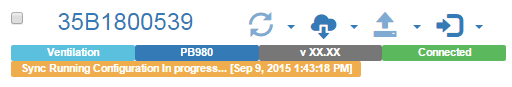 35B1800539
Ventilation PB980 v XX.XX Connected
Sync Running Configuration In progress... [Sep 9, 2015 1:43:18 PM]